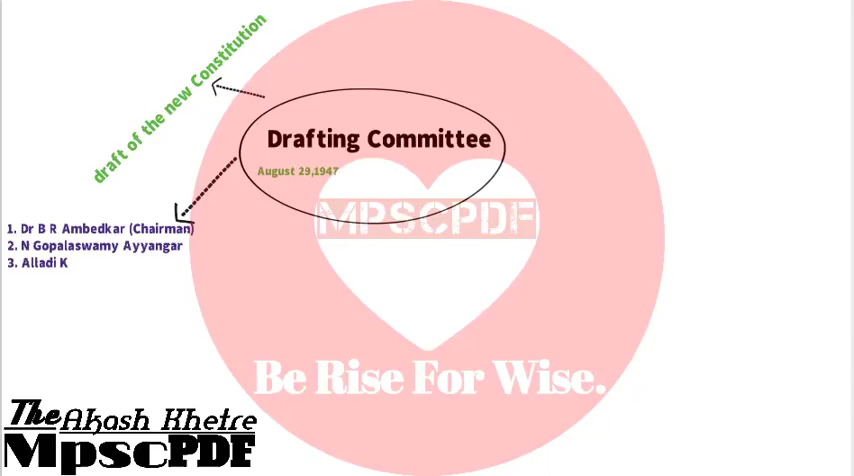 draft of the new Constitution
Drafting Committee
August 29,1947
MPSCPDF
1. Dr B R Ambedkar (Chairman)
2. N Gopalaswamy Ayyangar
3. Alladi K
Be Rise For Wise.
The Akash Khetre
MpscPDF